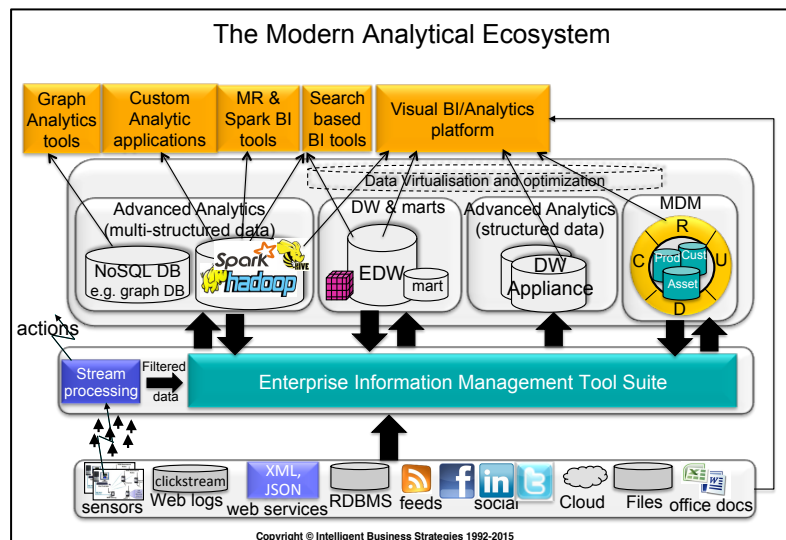 The Modern Analytical Ecosystem
Graph
Analytics
tools
Custom
Analytic
applications
MR &
Spark BI
tools
Search
based
BI tools
Visual BI/Analytics
platform
Data Virtualisation and optimization
Advanced Analytics
(multi-structured data)
NoSQL DB
e.g. graph DB
Spark
HIVE
hadoop
DW & marts
EDW
mart
Advanced Analytics
(structured data)
DW
Appliance
MDM
R
C
U
D
Prod
Cust
Asset
actions
Stream
processing
Filtered
data
Enterprise Information Management Tool Suite
sensors
clickstream
Web logs
XML,
JSON
web services
RDBMS
feeds
f
in
t
social
Cloud
Files
X
W
office docs
Copyright © Intelligent Business Strategies 1992-2015